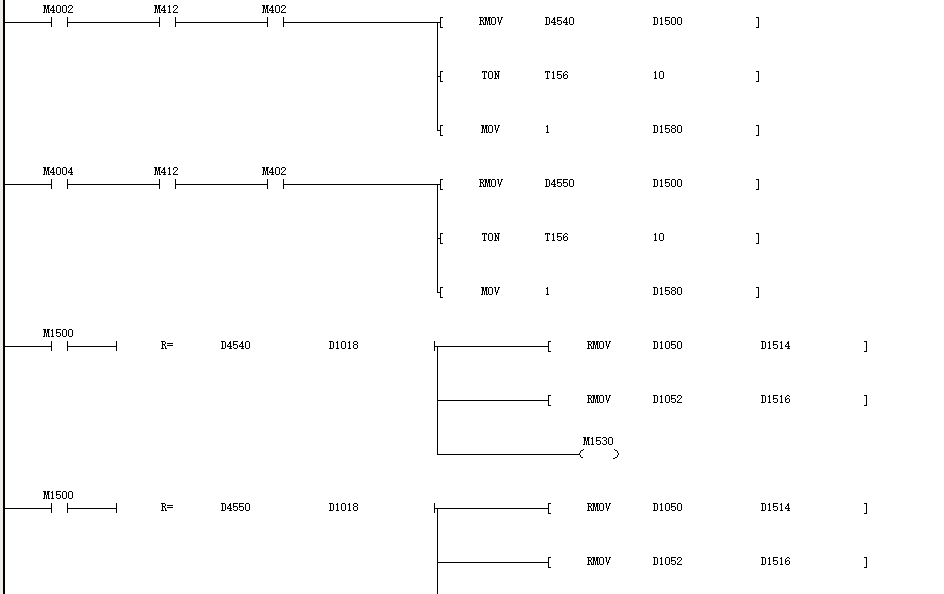 M4002 M412 M402
[ RMOV D4540 D1500 ]
[ TON T156 10 ]
[ MOV 1 D1580 ]
M4004 M412 M402
[ RMOV D4550 D1500 ]
[ TON T156 10 ]
[ MOV 1 D1580 ]
M1500
R= D4540 D1018 [ RMOV D1050 D1514 ]
[ RMOV D1052 D1516 ]
M1530
( )
M1500
R= D4550 D1018 [ RMOV D1050 D1514 ]
[ RMOV D1052 D1516 ]